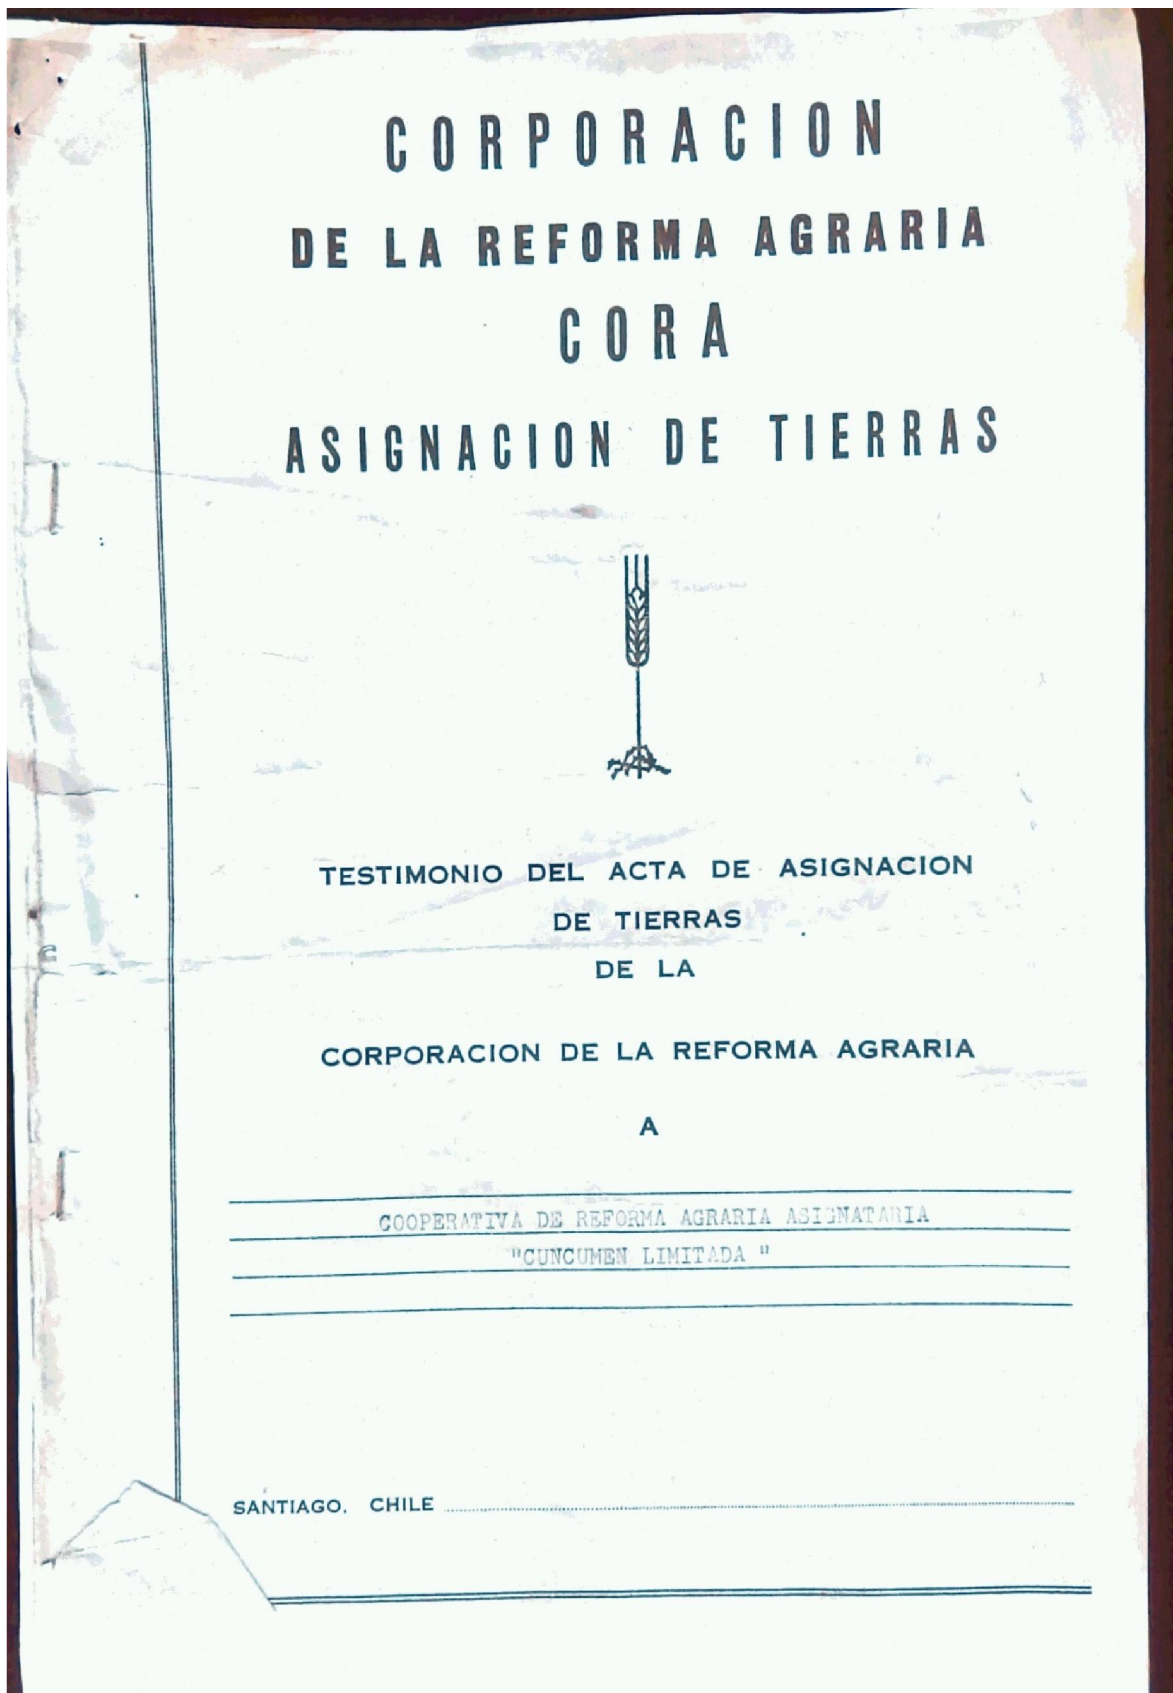 CORPORACION
DE LA REFORMA AGRARIA
CORA
ASIGNACION DE TIERRAS
TESTIMONIO DEL ACTA DE ASIGNACION
DE TIERRAS
DE LA
CORPORACION DE LA REFORMA AGRARIA
A
COOPERATIVA DE REFORMA AGRARIA ASIGNATARIA
"CUNCUMEN LIMITADA "
SANTIAGO, CHILE